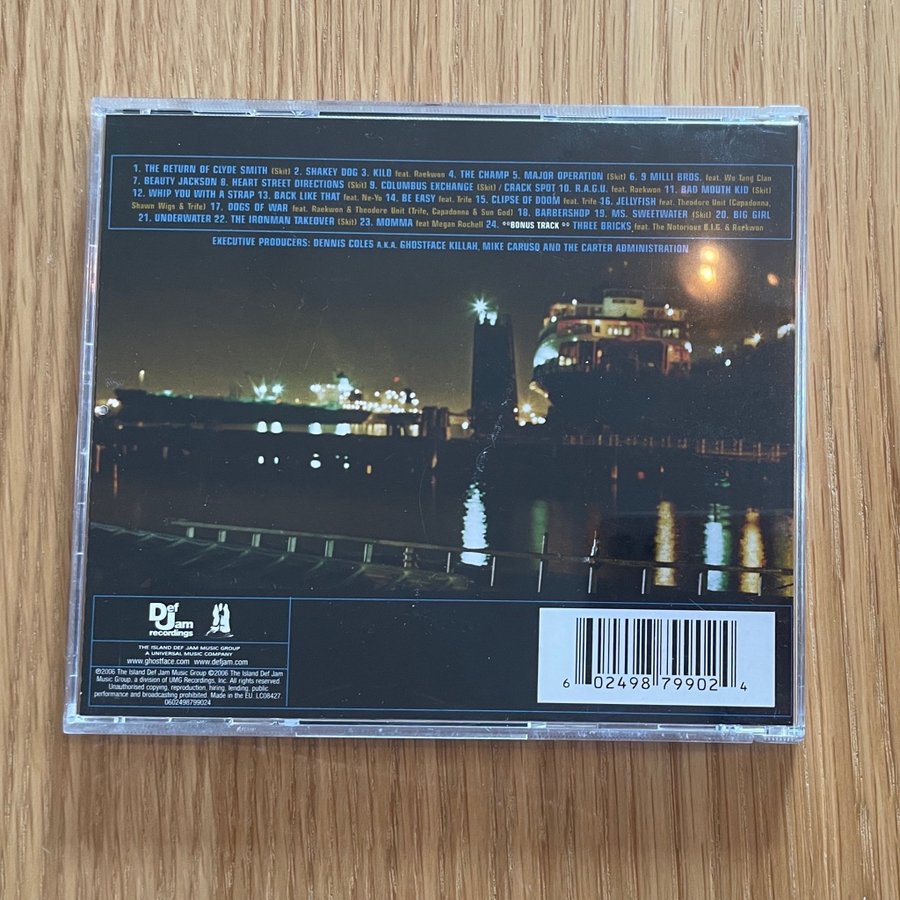 1. THE RETURN OF CLYDE SMITH (Skit) 2. SHAKEY DOG 3. KILO feat. Raekwon 4. THE CHAMP 5. MAJOR OPERATION (Skit) 6. 9 MILLI BROS. feat. Wu Tang Clan
7. BEAUTY JACKSON 8. HEART STREET DIRECTIONS (Skit) 9. COLUMBUS EXCHANGE (Skit) / CRACK SPOT 10. R.A.G.U. feat. Raekwon 11. BAD MOUTH KID (Skit)
12. WHIP YOU WITH A STRAP 13. BACK LIKE THAT feat. Ne-Yo 14. BE EASY feat. Trife 15. CLIPSE OF DOOM feat. Trife 16. JELLYFISH feat. Theodore Unit (Capadonna,
Shawn Wigs & Trife) 17. DOGS OF WAR feat. Raekwon & Theodore Unit (Trife, Capadonna & Sun God) 18. BARBERSHOP 19. MS. SWEETWATER (Skit) 20. BIG GIRL
21. UNDERWATER 22. THE IRONMAN TAKEOVER (Skit) 23. MOMMA feat Megan Rochell 24. **BONUS TRACK ** THREE BRICKS feat. The Notorious B.I.G. & Raekwon
EXECUTIVE PRODUCERS: DENNIS COLES A.K.A. GHOSTFACE KILLAH, MIKE CARUSO AND THE CARTER ADMINISTRATION
Def
Jam
recordings
THE ISLAND DEF JAM MUSIC GROUP
A UNIVERSAL MUSIC COMPANY
www.ghostface.com www.defjam.com
℗2006 The Island Def Jam Music Group ©2006 The Island Def Jam
Music Group, a division of UMG Recordings, Inc. All rights reserved.
Unauthorised copying, reproduction, hiring, lending, public
performance and broadcasting prohibited. Made in the EU. LC08427.
0602498799024
6 02498 79902 4